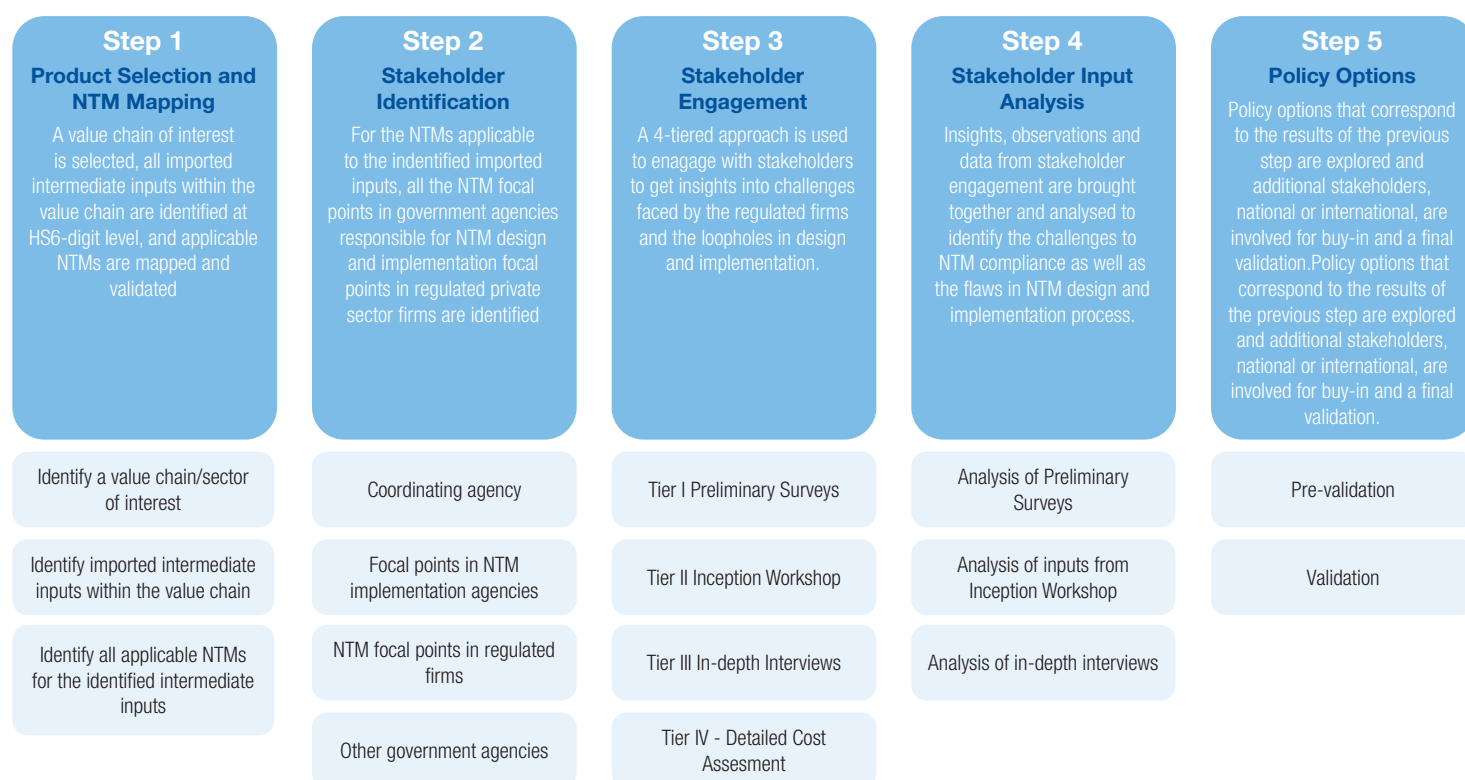 Step 1
Product Selection and
NTM Mapping
A value chain of interest
is selected, all imported
intermediate inputs within the
value chain are identified at
HS6-digit level, and applicable
NTMs are mapped and
validated
Identify a value chain/sector
of interest
Identify imported intermediate
inputs within the value chain
Identify all applicable NTMs
for the identified intermediate
inputs
Step 2
Stakeholder
Identification
For the NTMs applicable
to the indentified imported
inputs, all the NTM focal
points in government agencies
responsible for NTM design
and implementation focal
points in regulated private
sector firms are identified
Coordinating agency
Focal points in NTM
implementation agencies
NTM focal points in regulated
firms
Other government agencies
Step 3
Stakeholder
Engagement
A 4-tiered approach is used
to enagage with stakeholders
to get insights into challenges
faced by the regulated firms
and the loopholes in design
and implementation.
Tier I Preliminary Surveys
Tier II Inception Workshop
Tier III In-depth Interviews
Tier IV - Detailed Cost
Assesment
Step 4
Stakeholder Input
Analysis
Insights, observations and
data from stakeholder
engagement are brought
together and analysed to
identify the challenges to
NTM compliance as well as
the flaws in NTM design and
implementation process.
Analysis of Preliminary
Surveys
Analysis of inputs from
Inception Workshop
Analysis of in-depth interviews
Step 5
Policy Options
Policy options that correspond
to the results of the previous
step are explored and
additional stakeholders,
national or international, are
involved for buy-in and a final
validation.Policy options that
correspond to the results of
the previous step are explored
and additional stakeholders,
national or international, are
involved for buy-in and a final
validation.
Pre-validation
Validation